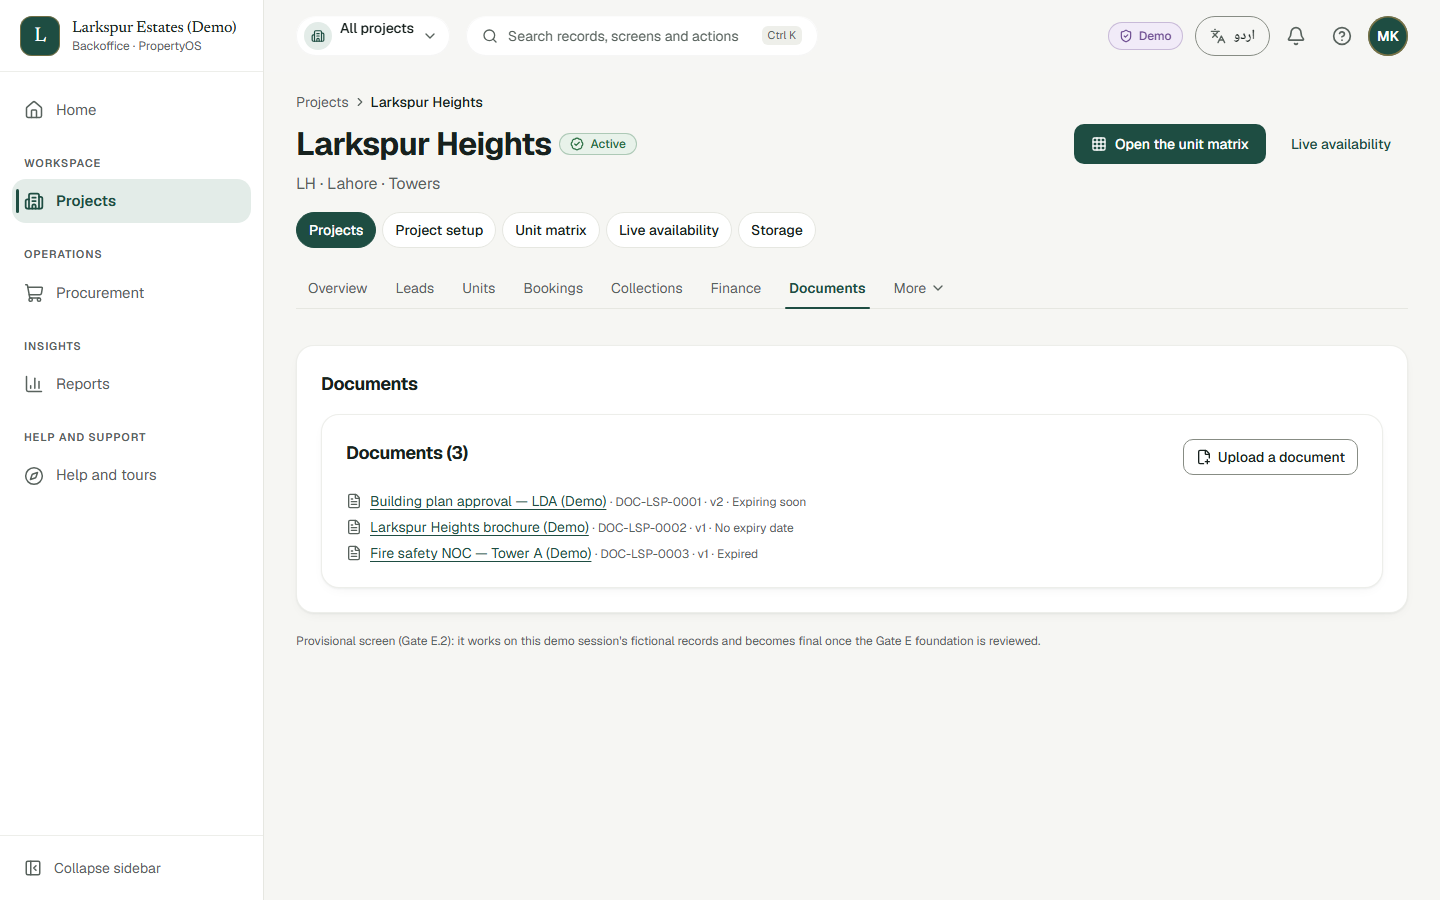 L
Larkspur Estates (Demo)
Backoffice · PropertyOS
Home
WORKSPACE
Projects
OPERATIONS
Procurement
INSIGHTS
Reports
HELP AND SUPPORT
Help and tours
Collapse sidebar
All projects
Search records, screens and actions
Ctrl K
Demo
اردو
MK
Projects > Larkspur Heights
Larkspur Heights
Active
Open the unit matrix
Live availability
LH · Lahore · Towers
Projects
Project setup
Unit matrix
Live availability
Storage
Overview
Leads
Units
Bookings
Collections
Finance
Documents
More
Documents
Documents (3)
Upload a document
Building plan approval — LDA (Demo) · DOC-LSP-0001 · v2 · Expiring soon
Larkspur Heights brochure (Demo) · DOC-LSP-0002 · v1 · No expiry date
Fire safety NOC — Tower A (Demo) · DOC-LSP-0003 · v1 · Expired
Provisional screen (Gate E.2): it works on this demo session's fictional records and becomes final once the Gate E foundation is reviewed.